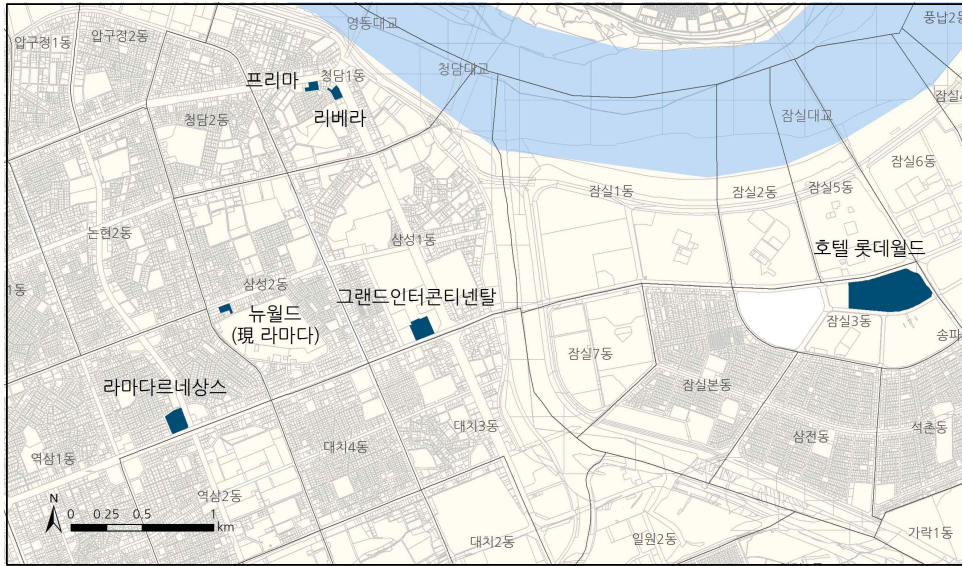 압구정1동
압구정2동
영동대교
풍납2동
프리마
청담1동
청담대교
리베라
청담2동
잠실대교
잠실4
잠실6동
잠실1동
잠실2동
잠실5동
논현2동
삼성1동
호텔 롯데월드
1동
삼성2동
그랜드인터콘티넨탈
뉴월드
(現 라마다)
잠실3동
송파
잠실7동
라마다르네상스
잠실본동
대치3동
대치4동
삼전동
석촌동
역삼1동
역삼2동
N
0 0.25 0.5 1
km
대치2동
일원2동
가락1동